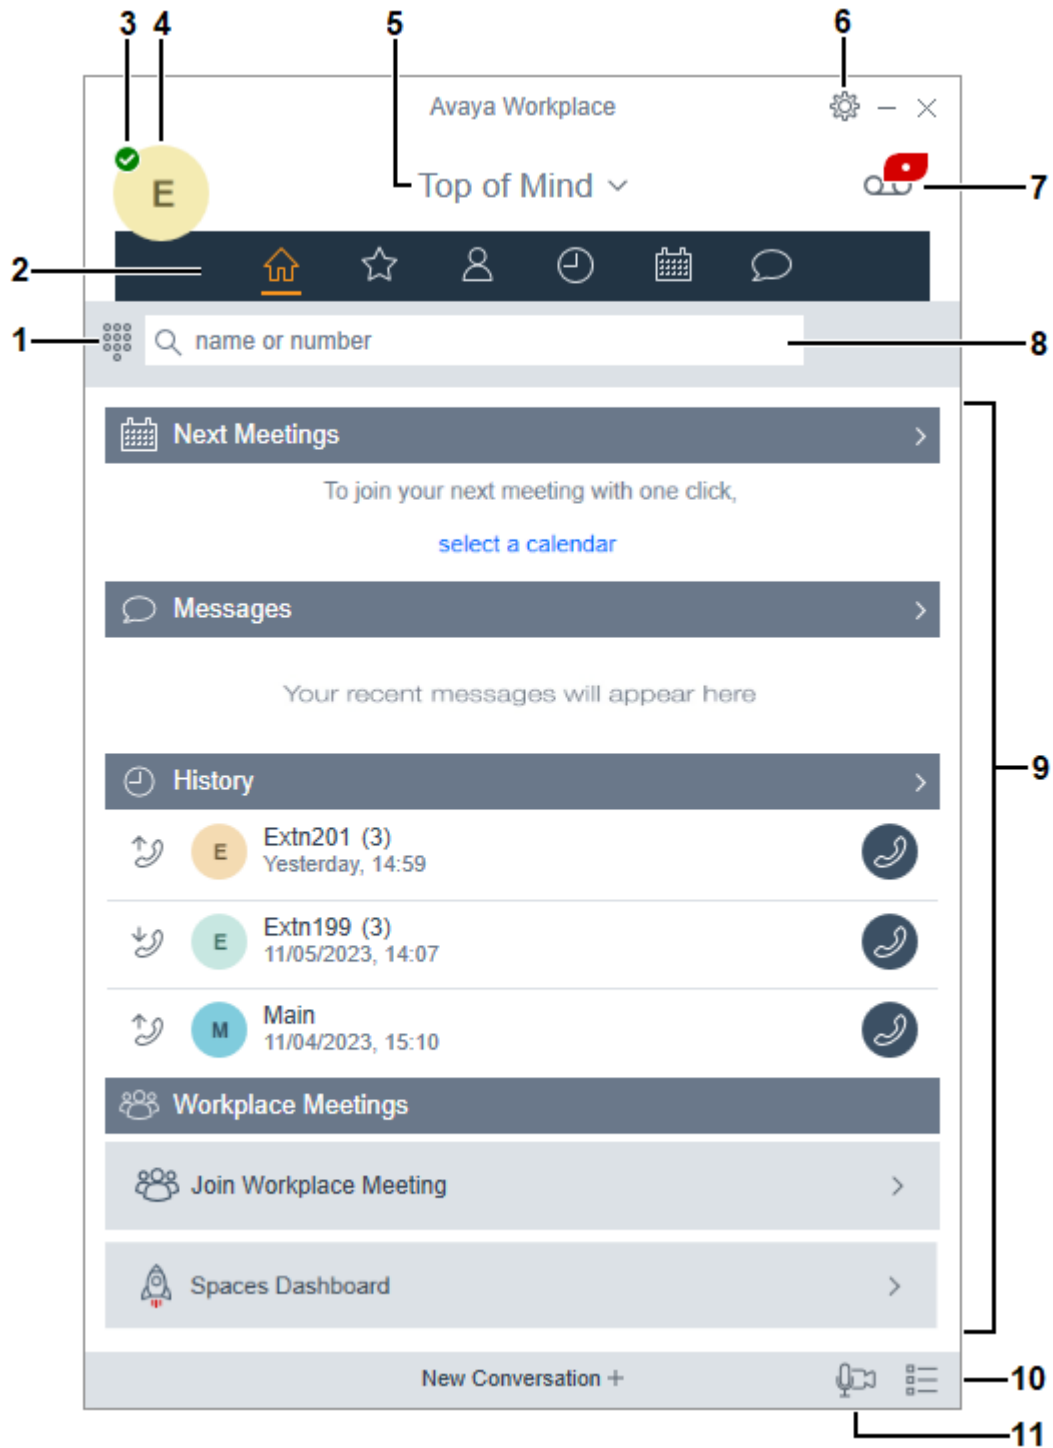 3 4 5 6
Avaya Workplace
E
Top of Mind
7
2
1
name or number
8
Next Meetings
To join your next meeting with one click,
select a calendar
Messages
Your recent messages will appear here
History
9
E
Extn201 (3)
Yesterday, 14:59
E
Extn199 (3)
11/05/2023, 14:07
M
Main
11/04/2023, 15:10
Workplace Meetings
Join Workplace Meeting
Spaces Dashboard
New Conversation +
10
11